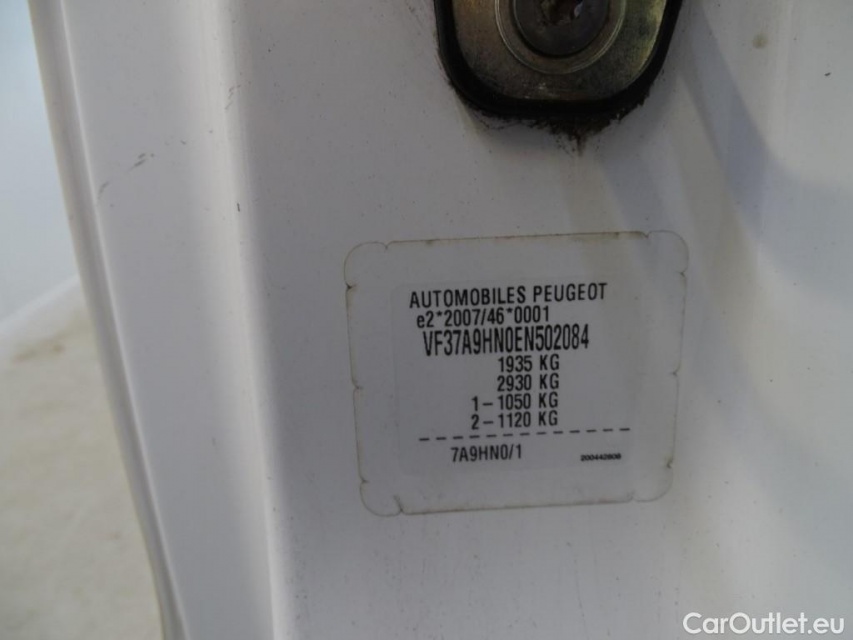 AUTOMOBILES PEUGEOT
e2*2007/46*0001
VF37A9HN0EN502084
1935 KG
2930 KG
1-1050 KG
2-1120 KG
7A9HN0/1
CarOutlet.eu